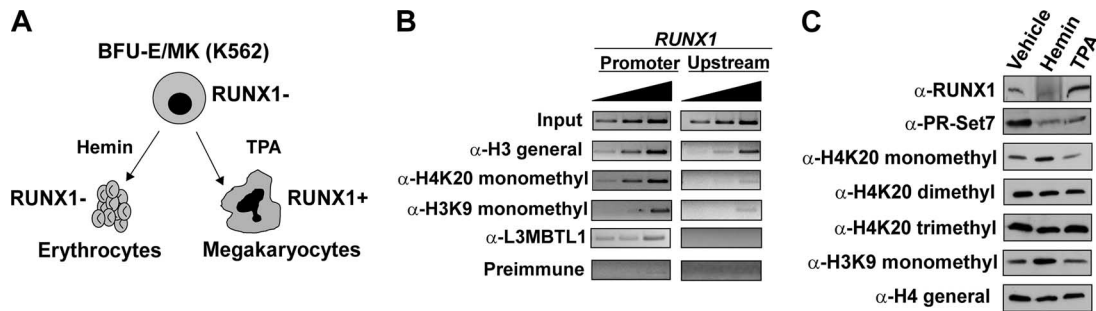 A
BFU-E/MK (K562)
RUNX1-
Hemin
TPA
RUNX1-
RUNX1+
Erythrocytes
Megakaryocytes
B
RUNX1
Promoter Upstream
Input
α-H3 general
α-H4K20 monomethyl
α-H3K9 monomethyl
α-L3MBTL1
Preimmune
C
Vehicle
Hemin
TPA
α-RUNX1
α-PR-Set7
α-H4K20 monomethyl
α-H4K20 dimethyl
α-H4K20 trimethyl
α-H3K9 monomethyl
α-H4 general